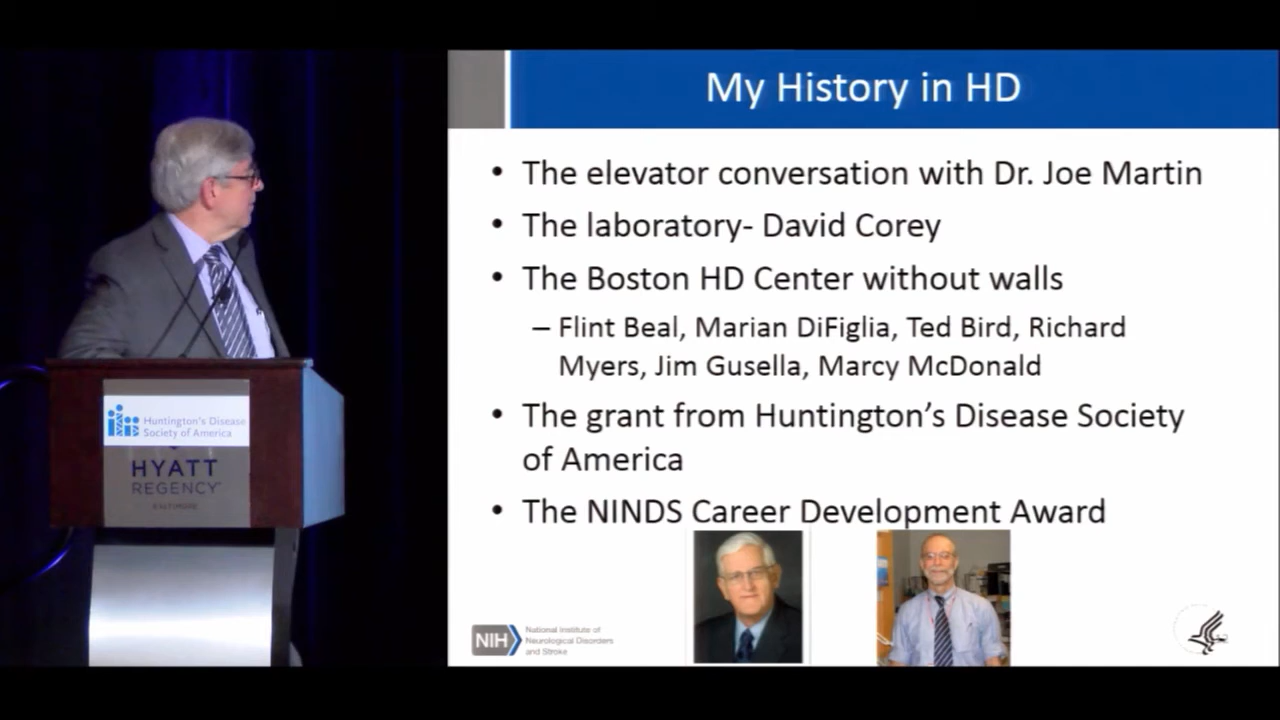 My History in HD
• The elevator conversation with Dr. Joe Martin
• The laboratory- David Corey
• The Boston HD Center without walls
– Flint Beal, Marian DiFiglia, Ted Bird, Richard
Myers, Jim Gusella, Marcy McDonald
• The grant from Huntington’s Disease Society
of America
• The NINDS Career Development Award
NIH
National Institute of
Neurological Disorders
and Stroke
12
Huntington's Disease
Society of America
HYATT
REGENCY
BALTIMORE